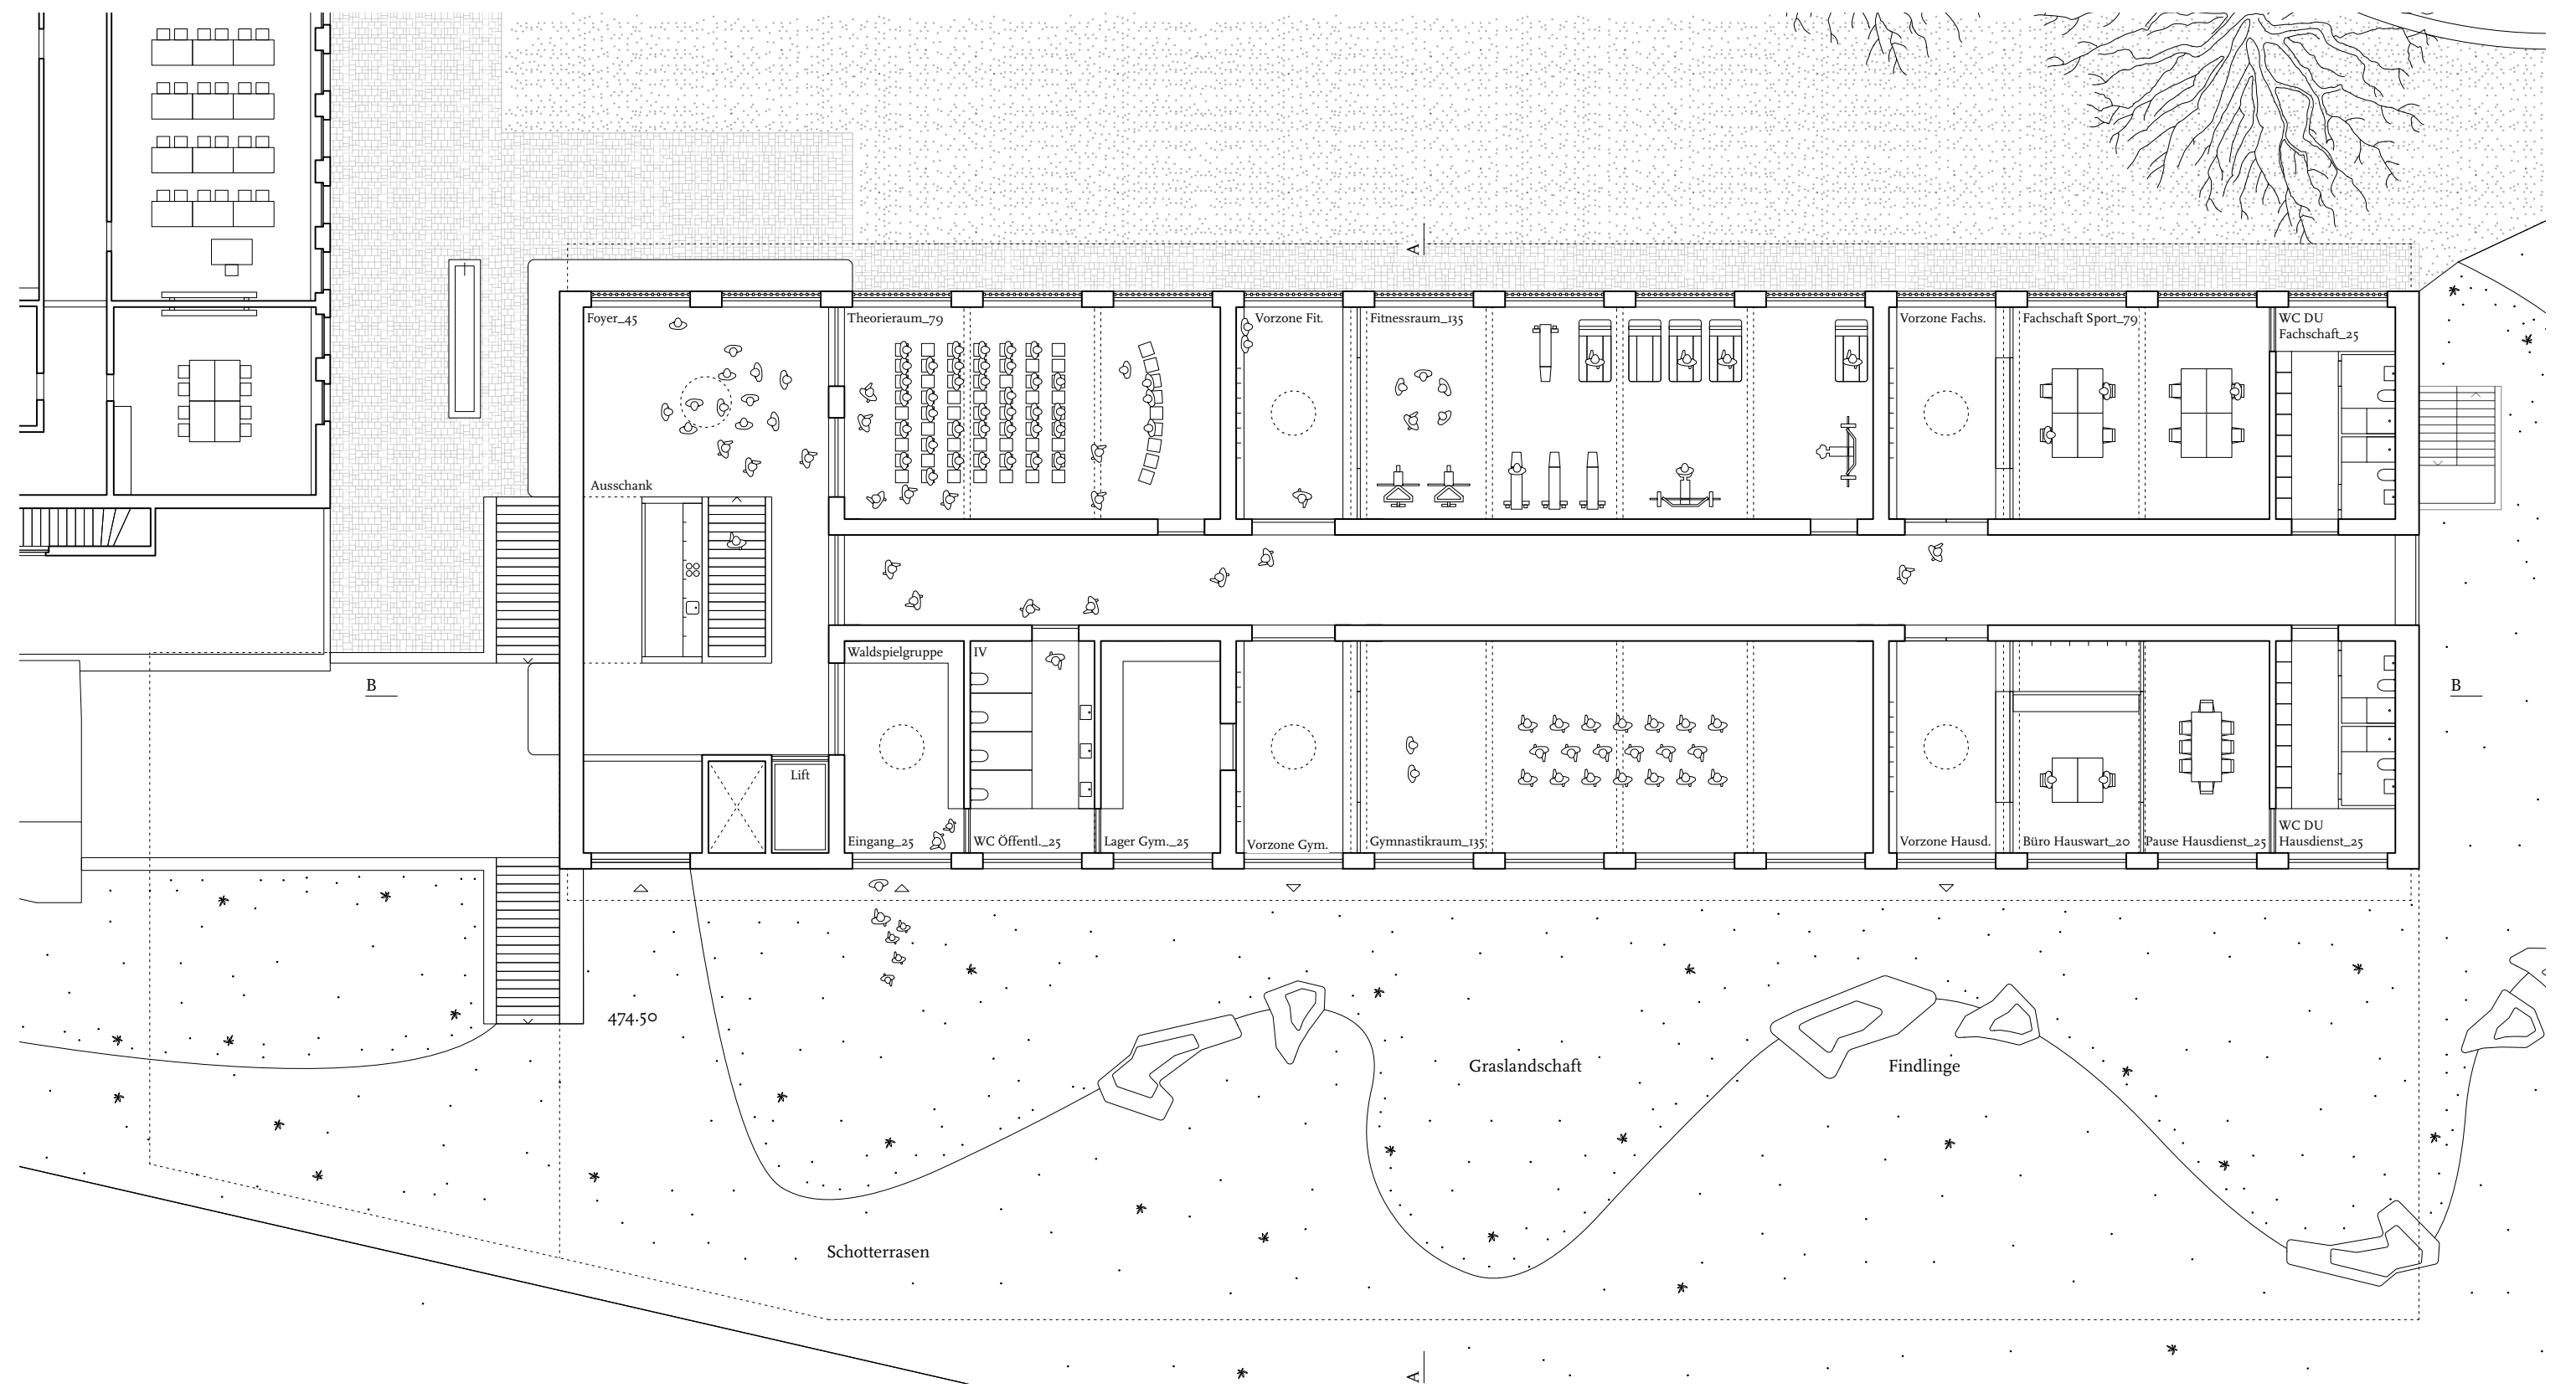 A
Foyer_45
Theorieraum_79
Vorzone Fit.
Fitnessraum_135
Vorzone Fachs.
Fachschaft Sport_79
WC DU
Fachschaft_25
Ausschank
Waldspielgruppe
IV
B
B
Lift
Eingang_25
WC Öffentl._25
Lager Gym._25
Vorzone Gym.
Gymnastikraum_135
Vorzone Hausd.
Büro Hauswart_20
Pause Hausdienst_25
WC DU
Hausdienst_25
474.50
Graslandschaft
Findlinge
Schotterrasen
A